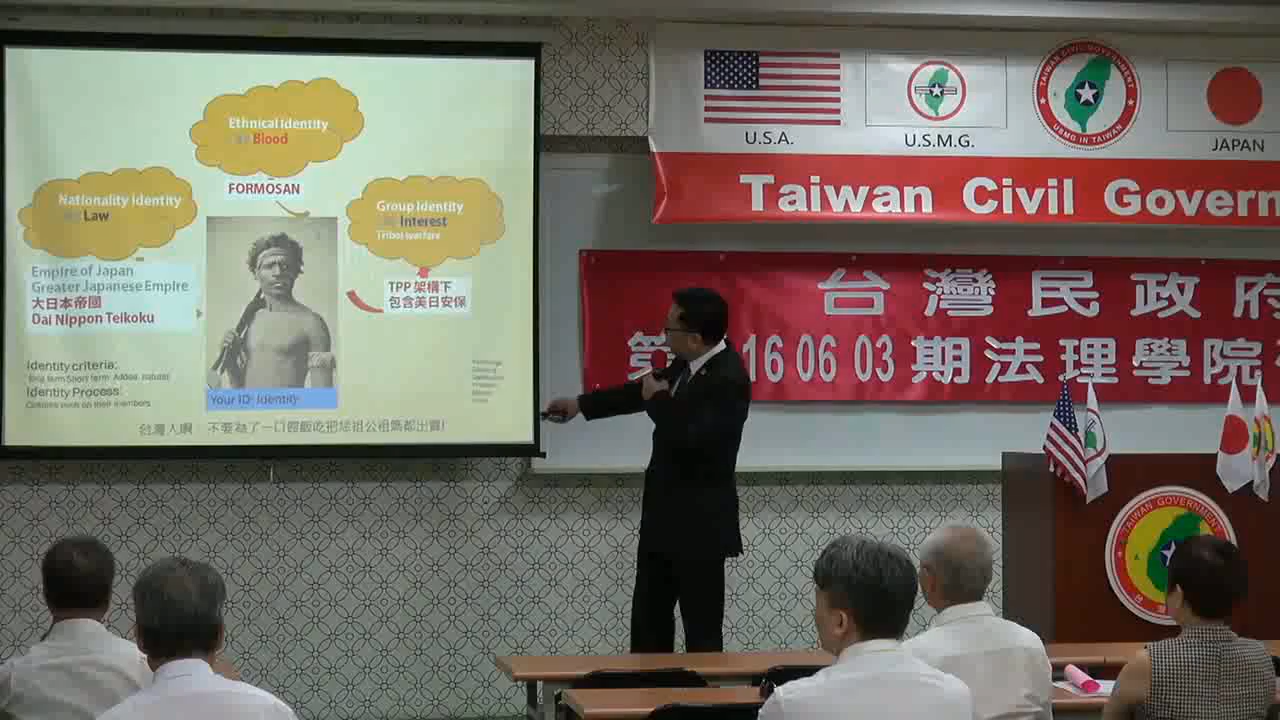 Ethnical Identity
Blood
FORMOSAN
Nationality Identity
Law
Group Identity
Interest
Tribal warfare
Empire of Japan
Greater Japanese Empire
大日本帝國
Dai Nippon Teikoku
TPP 架構下
包含美日安保
Identity criteria:
Identity Process:
Your ID: Identity
台灣人啊 不要為了一口餿飯吃把阿祖公祖媽都出賣!
U.S.A.
U.S.M.G.
TAIWAN CIVIL GOVERNMENT
USMG IN TAIWAN
JAPAN
Taiwan Civil Govern
台灣民政府
第 16 06 03 期法理學院
TAIWAN GOVERNMENT